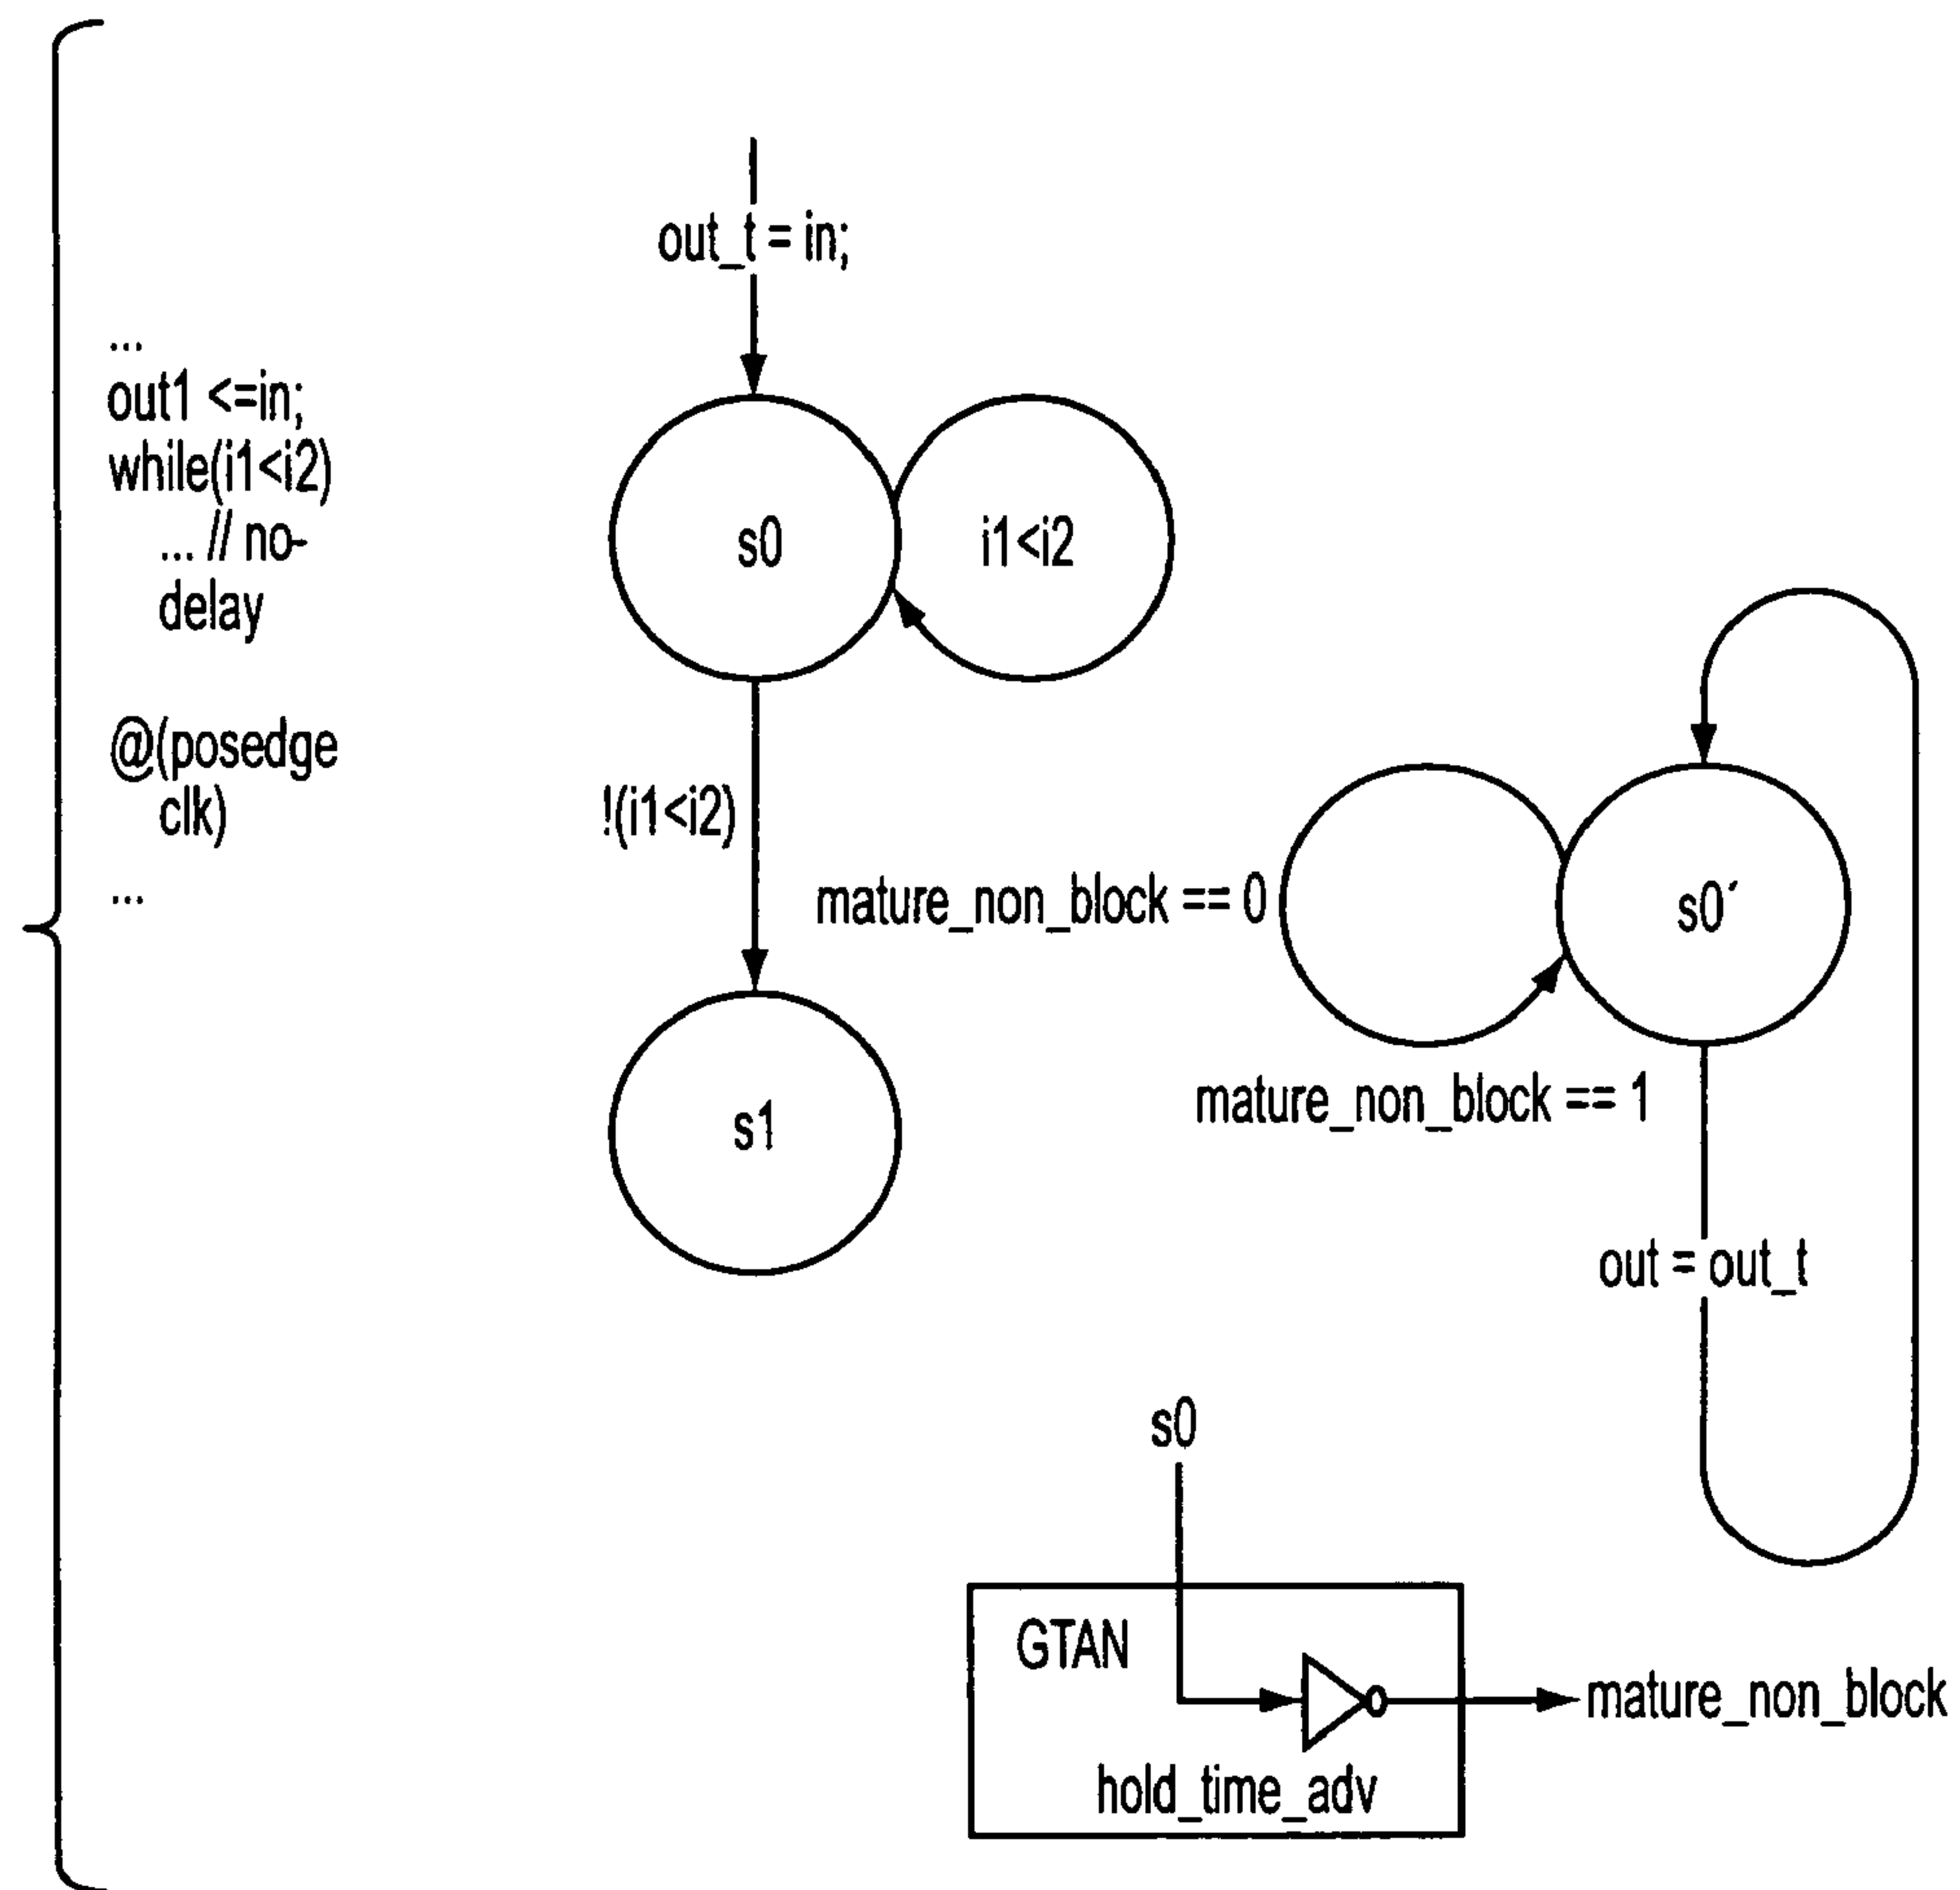 ...
out1 <=in;
while(i1<i2)
... // no-
delay
@(posedge
clk)
...
out_t = in;
s0
i1<i2
!(i1<i2)
s1
mature_non_block == 0
s0´
mature_non_block == 1
out = out_t
s0
GTAN
hold_time_adv
mature_non_block